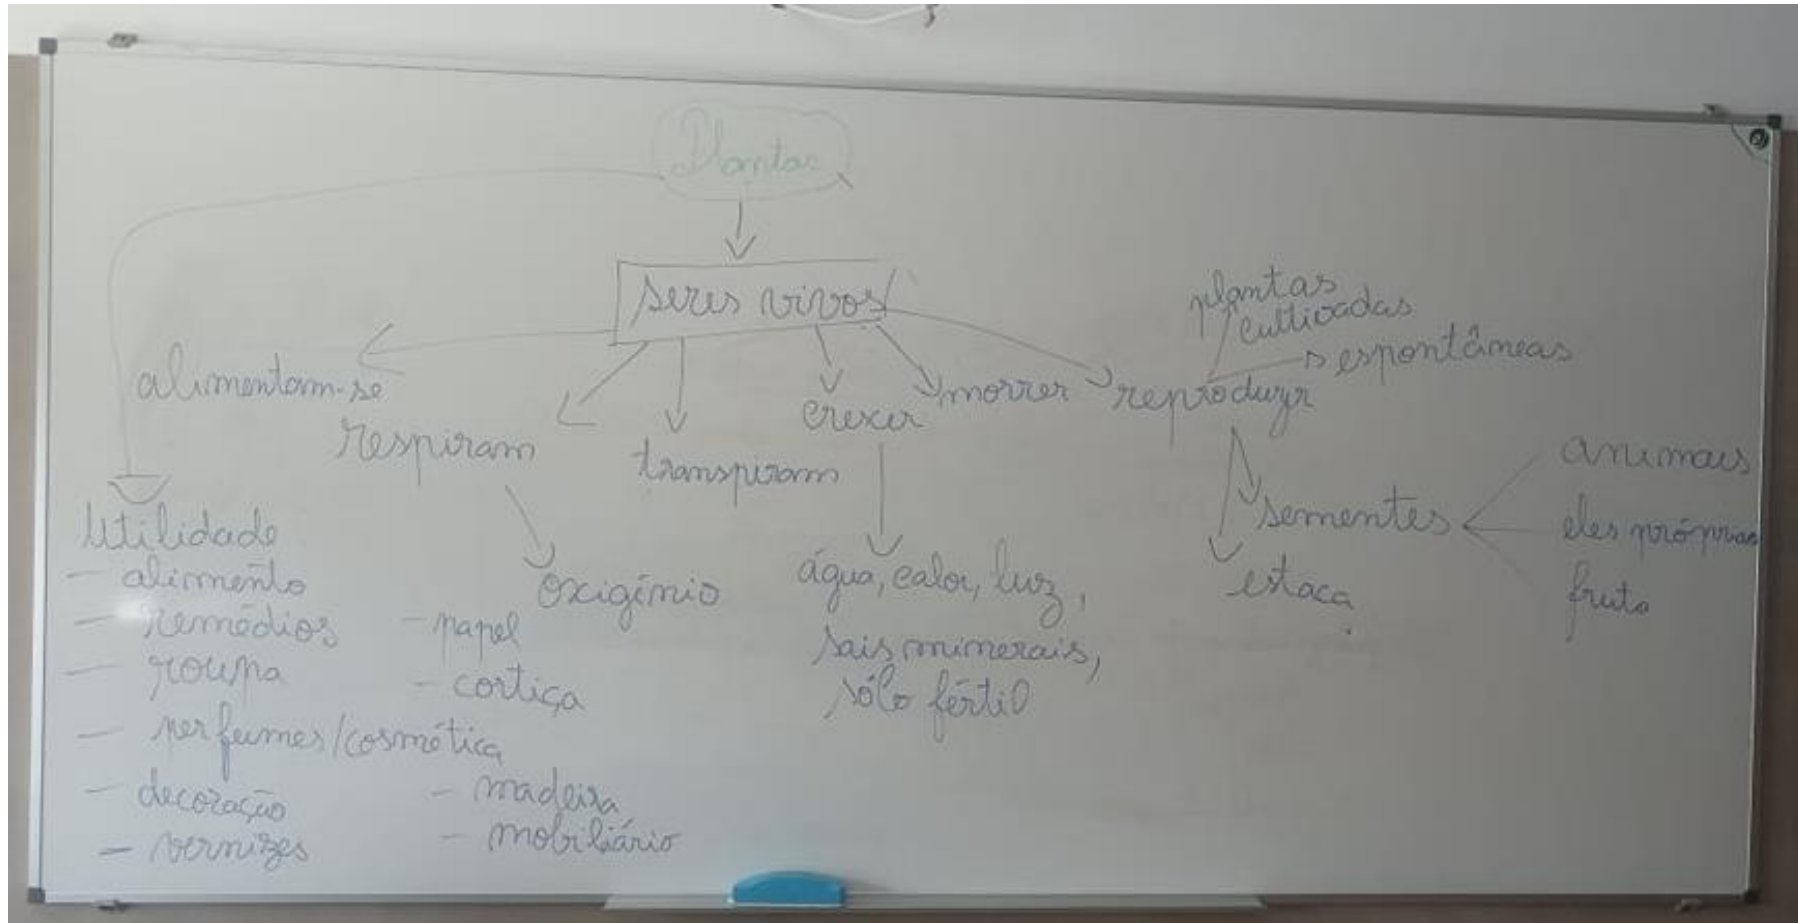 Plantas
seres vivos
plantas
cultivadas
espontâneas
alimentam-se
respiram
transpiram
crescer
morrer
reproduzir
oxigénio
água, calor, luz,
sais minerais,
sólo fértil
sementes
estaca
animais
eles próprios
fruto
Utilidade
- alimento
- remédios
- roupa
- perfumes/cosmética
- decoração
- vernizes
- papel
- cortiça
- madeira
- mobiliário